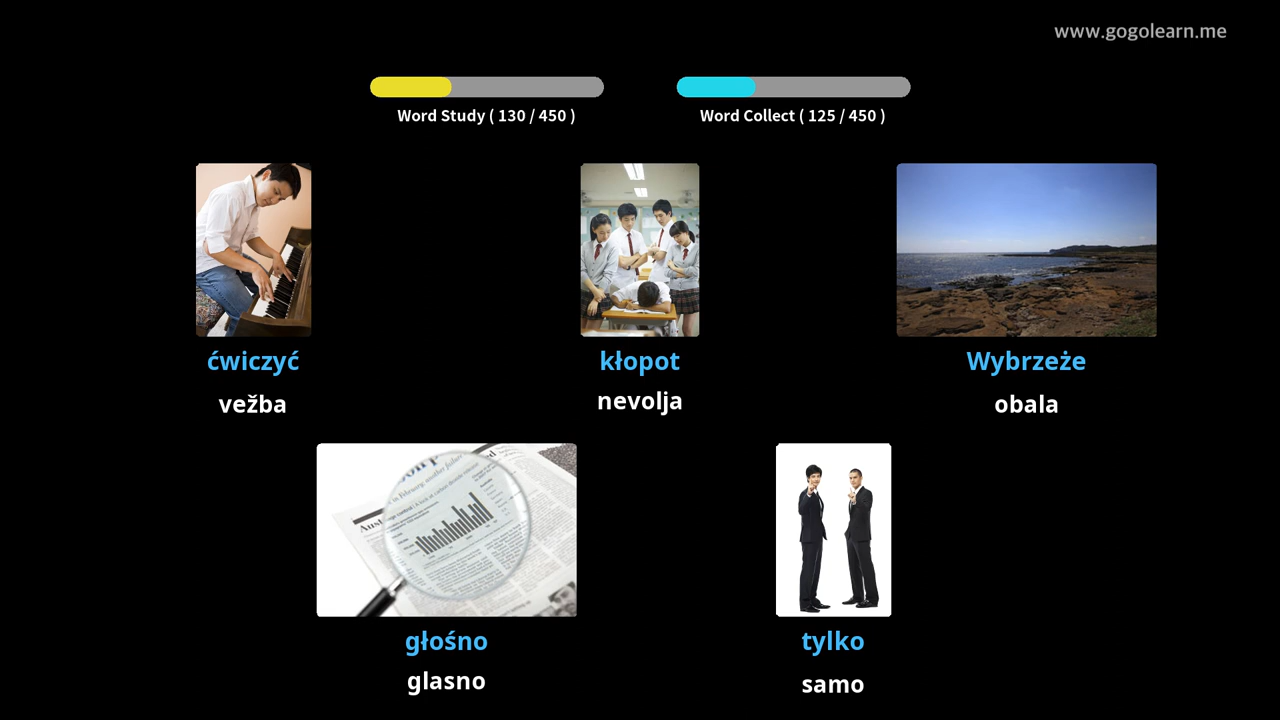 www.gogolearn.me
Word Study ( 130 / 450 )
Word Collect ( 125 / 450 )
ćwiczyć
vežba
kłopot
nevolja
Wybrzeże
obala
głośno
glasno
tylko
samo